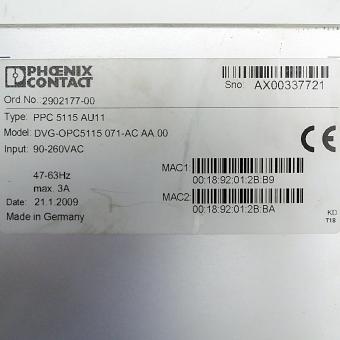 PHŒNIX
CONTACT
Ord.No.: 2902177-00
Sno: AX00337721
Type: PPC 5115 AU11
Model: DVG-OPC5115 071-AC AA 00
Input: 90-260VAC
CE
47-63Hz
max. 3A
MAC1:
00:18:92:01:2B:B9
Date: 21.1.2009
MAC2:
00:18:92:01:2B:BA
Made in Germany
KD
T18